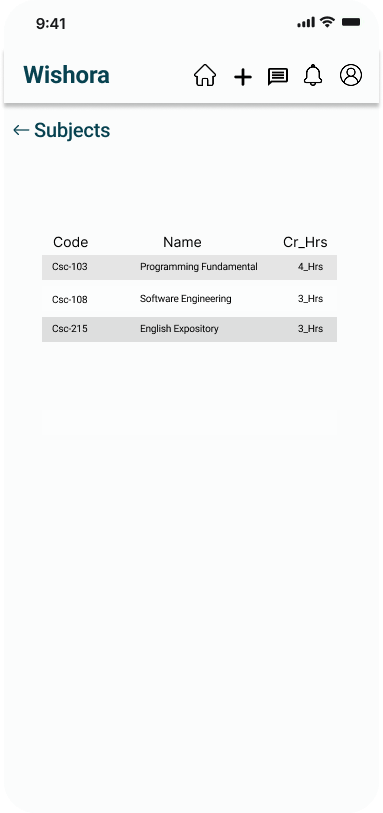 9:41
Wishora
← Subjects
Code Name Cr_Hrs
Csc-103 Programming Fundamental 4_Hrs
Csc-108 Software Engineering 3_Hrs
Csc-215 English Expository 3_Hrs